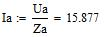 Ia := Ua/Za = 15.877